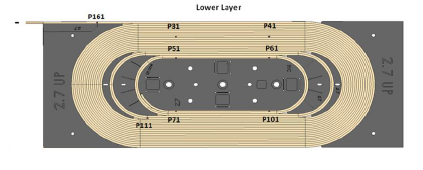 Lower Layer
P161
P31
P41
P51
P61
2.7 UP
2.7 UP
P71
P101
P111